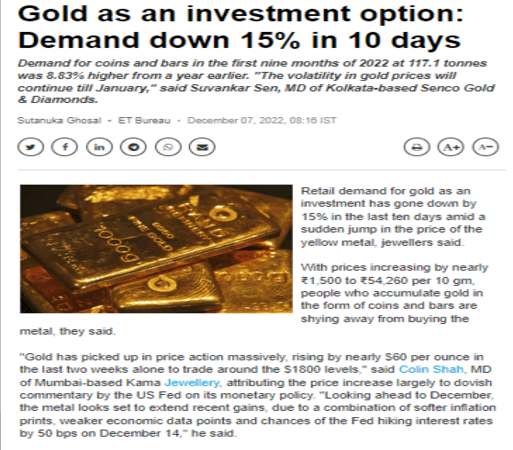 Gold as an investment option:
Demand down 15% in 10 days
Demand for coins and bars in the first nine months of 2022 at 117.1 tonnes
was 8.83% higher from a year earlier. "The volatility in gold prices will
continue till January," said Suvankar Sen, MD of Kolkata-based Senco Gold
& Diamonds.
Sutanuka Ghosal • ET Bureau • December 07, 2022, 08:16 IST
f in A+ A-
Retail demand for gold as an
investment has gone down by
15% in the last ten days amid a
sudden jump in the price of the
yellow metal, jewellers said.
1000g
FINE GOLD
With prices increasing by nearly
₹1,500 to ₹54,260 per 10 gm,
people who accumulate gold in
the form of coins and bars are
shying away from buying the
metal, they said.
"Gold has picked up in price action massively, rising by nearly $60 per ounce in
the last two weeks alone to trade around the $1800 levels," said Colin Shah, MD
of Mumbai-based Kama Jewellery, attributing the price increase largely to dovish
commentary by the US Fed on its monetary policy. "Looking ahead to December,
the metal looks set to extend recent gains, due to a combination of softer inflation
prints, weaker economic data points and chances of the Fed hiking interest rates
by 50 bps on December 14," he said.